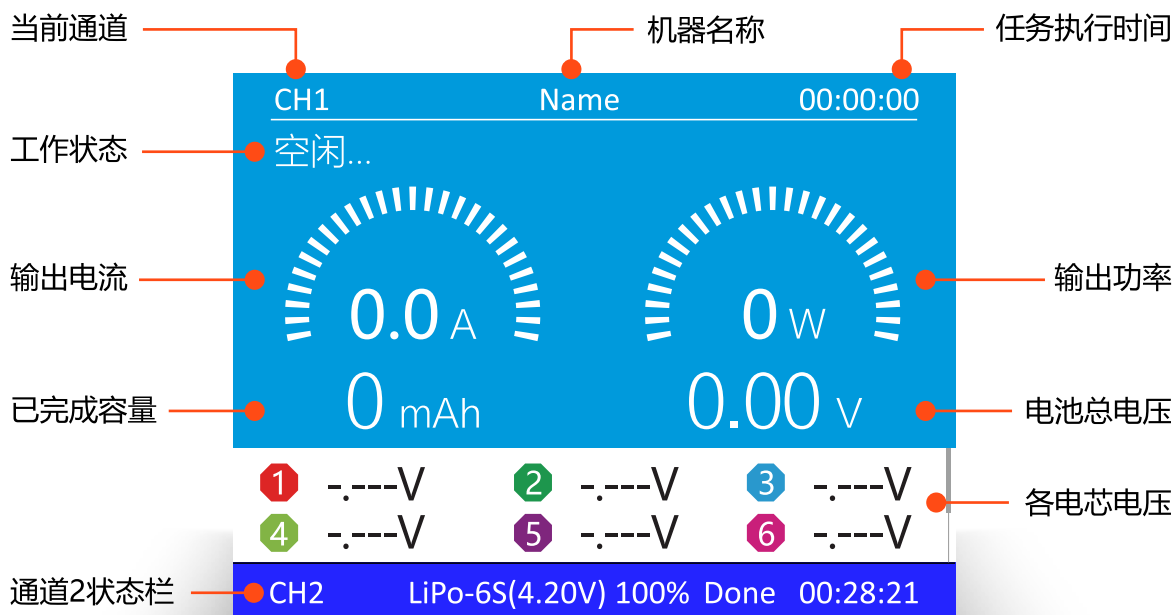 当前通道
机器名称
任务执行时间
CH1 Name 00:00:00
工作状态
空闲...
输出电流
输出功率
0.0 A
0 W
已完成容量
电池总电压
0 mAh
0.00 V
1 -.---V 2 -.---V 3 -.---V
各电芯电压
4 -.---V 5 -.---V 6 -.---V
通道2状态栏
CH2 LiPo-6S(4.20V) 100% Done 00:28:21